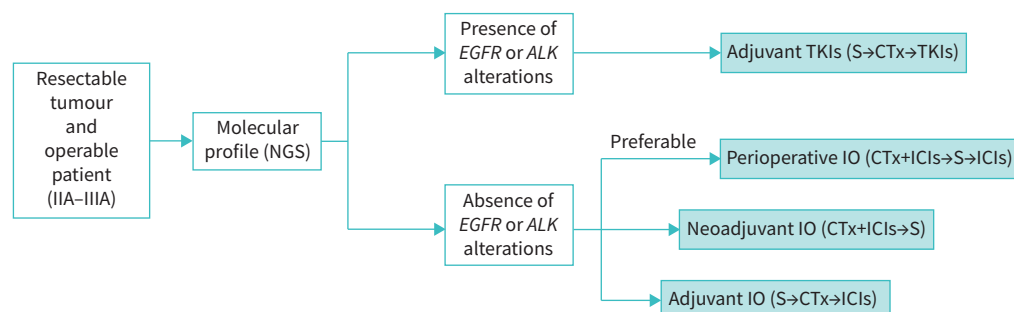 Resectable
tumour
and
operable
patient
(IIA–IIIA)
Molecular
profile (NGS)
Presence of
EGFR or ALK
alterations
Adjuvant TKIs (S→CTx→TKIs)
Absence of
EGFR or ALK
alterations
Preferable
Perioperative IO (CTx+ICIs→S→ICIs)
Neoadjuvant IO (CTx+ICIs→S)
Adjuvant IO (S→CTx→ICIs)